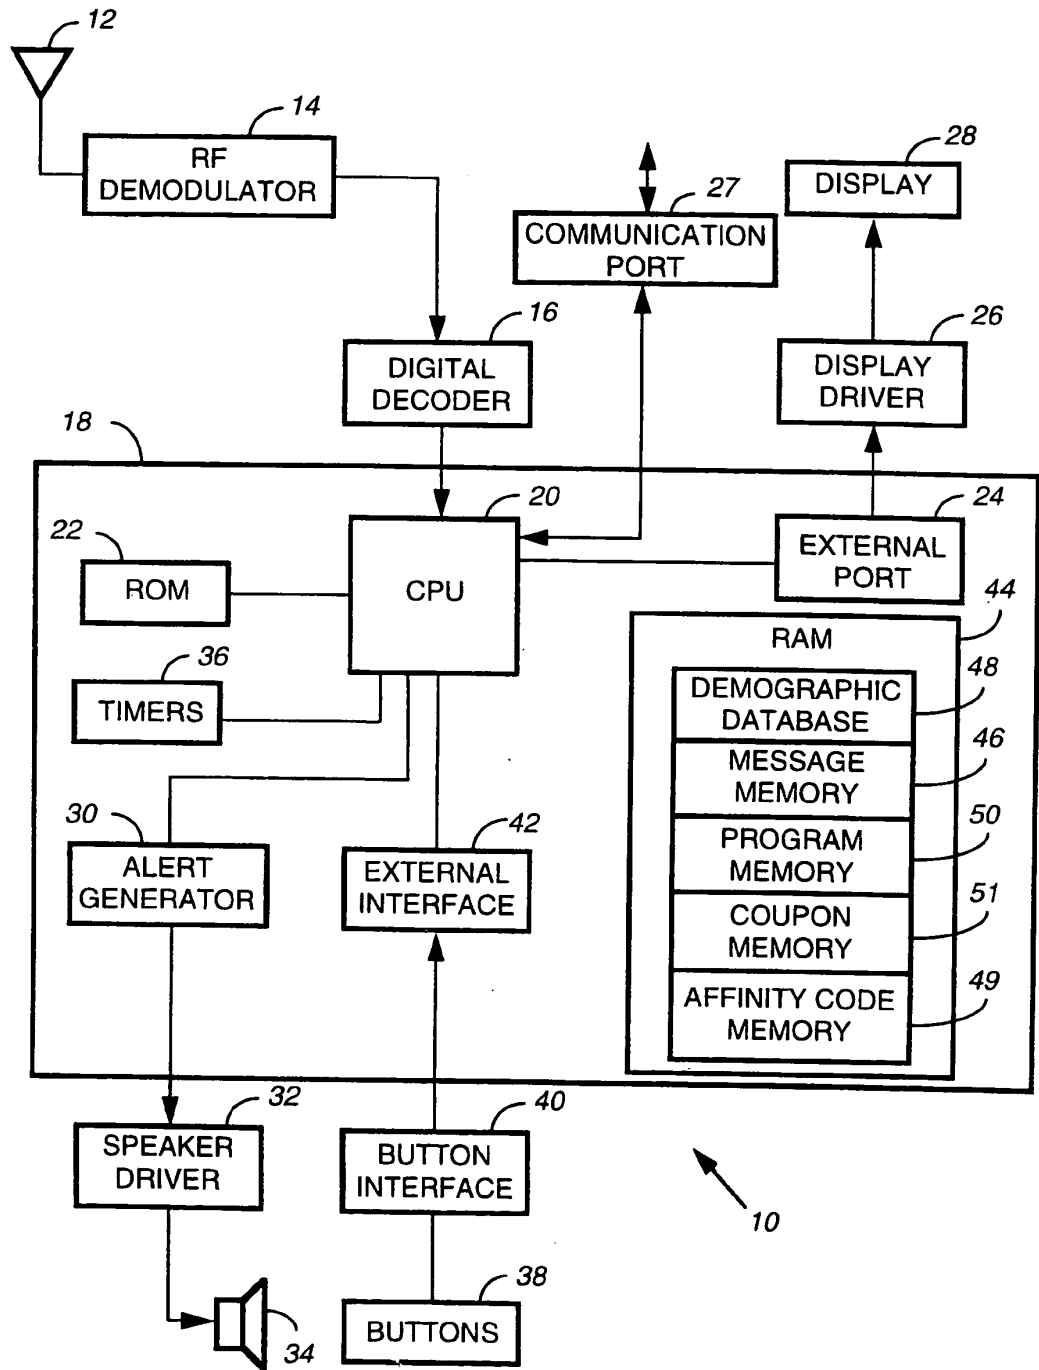 12
14
RF
DEMODULATOR
28
DISPLAY
27
COMMUNICATION
PORT
16
DIGITAL
DECODER
26
DISPLAY
DRIVER
18
20
CPU
24
EXTERNAL
PORT
22
ROM
44
RAM
36
TIMERS
48
DEMOGRAPHIC
DATABASE
46
MESSAGE
MEMORY
50
PROGRAM
MEMORY
51
COUPON
MEMORY
49
AFFINITY CODE
MEMORY
30
ALERT
GENERATOR
42
EXTERNAL
INTERFACE
32
SPEAKER
DRIVER
40
BUTTON
INTERFACE
10
34
38
BUTTONS